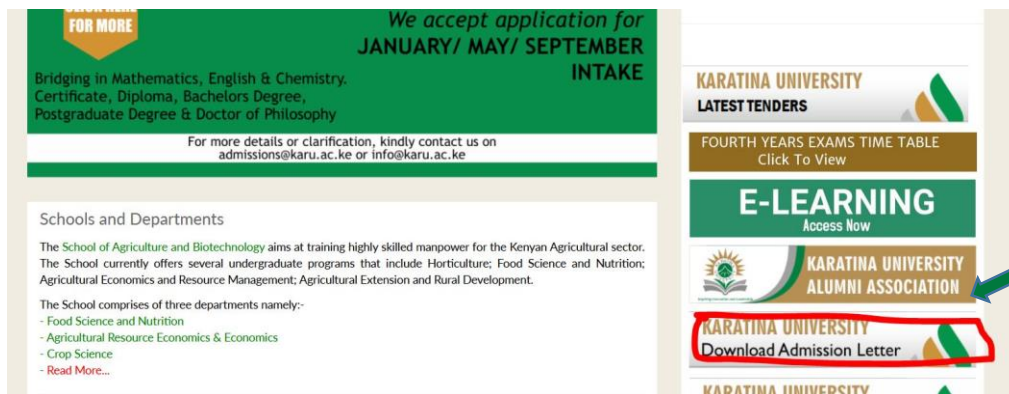 FOR MORE
We accept application for
JANUARY/ MAY/ SEPTEMBER
INTAKE
Bridging in Mathematics, English & Chemistry.
Certificate, Diploma, Bachelors Degree,
Postgraduate Degree & Doctor of Philosophy
For more details or clarification, kindly contact us on
admissions@karu.ac.ke or info@karu.ac.ke
Schools and Departments
The School of Agriculture and Biotechnology aims at training highly skilled manpower for the Kenyan Agricultural sector.
The School currently offers several undergraduate programs that include Horticulture; Food Science and Nutrition;
Agricultural Economics and Resource Management; Agricultural Extension and Rural Development.
The School comprises of three departments namely:-
- Food Science and Nutrition
- Agricultural Resource Economics & Economics
- Crop Science
- Read More...
KARATINA UNIVERSITY
LATEST TENDERS
FOURTH YEARS EXAMS TIME TABLE
Click To View
E-LEARNING
Access Now
KARATINA UNIVERSITY
ALUMNI ASSOCIATION
KARATINA UNIVERSITY
Download Admission Letter
KARATINA UNIVERSITY